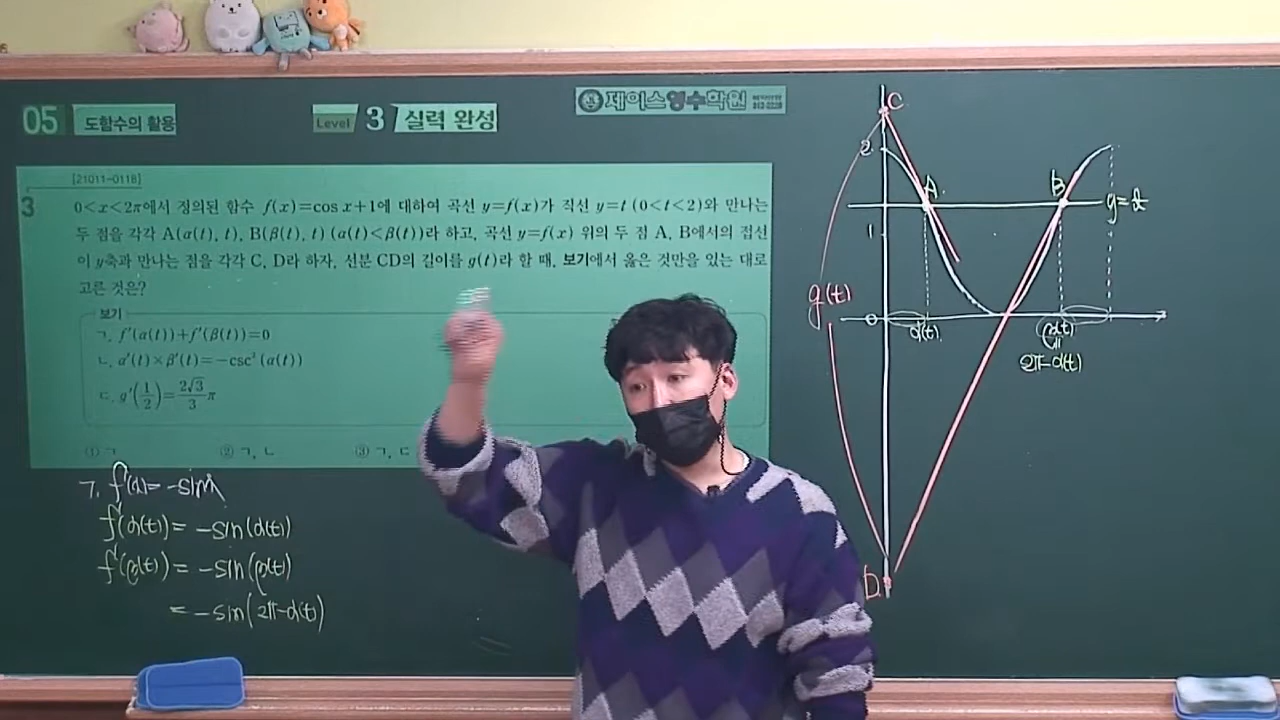 05 도함수의 활용
Level 3 실력 완성
제이스영수학원
[21011-0118]
3
0<x<2π에서 정의된 함수 f(x)=cos x+1에 대하여 곡선 y=f(x)가 직선 y=t (0<t<2)와 만나는
두 점을 각각 A(α(t), t), B(β(t), t) (α(t)<β(t))라 하고, 곡선 y=f(x) 위의 두 점 A, B에서의 접선
이 y축과 만나는 점을 각각 C, D라 하자. 선분 CD의 길이를 g(t)라 할 때, 보기에서 옳은 것만을 있는 대로
고른 것은?
보기
ㄱ. f'(α(t))+f'(β(t))=0
ㄴ. α'(t)×β'(t)=-csc²(α(t))
ㄷ. g'(1/2)=2√3/3 π
① ㄱ ② ㄱ, ㄴ ③ ㄱ, ㄷ
ㄱ. f'(x)=-sinx
f'(α(t))= -sin(α(t))
f'(β(t))= -sin(β(t))
= -sin(2π-α(t))
C
2
A
B
y=t
1
g(t)
0
α(t)
β(t)
=
2π-α(t)
D